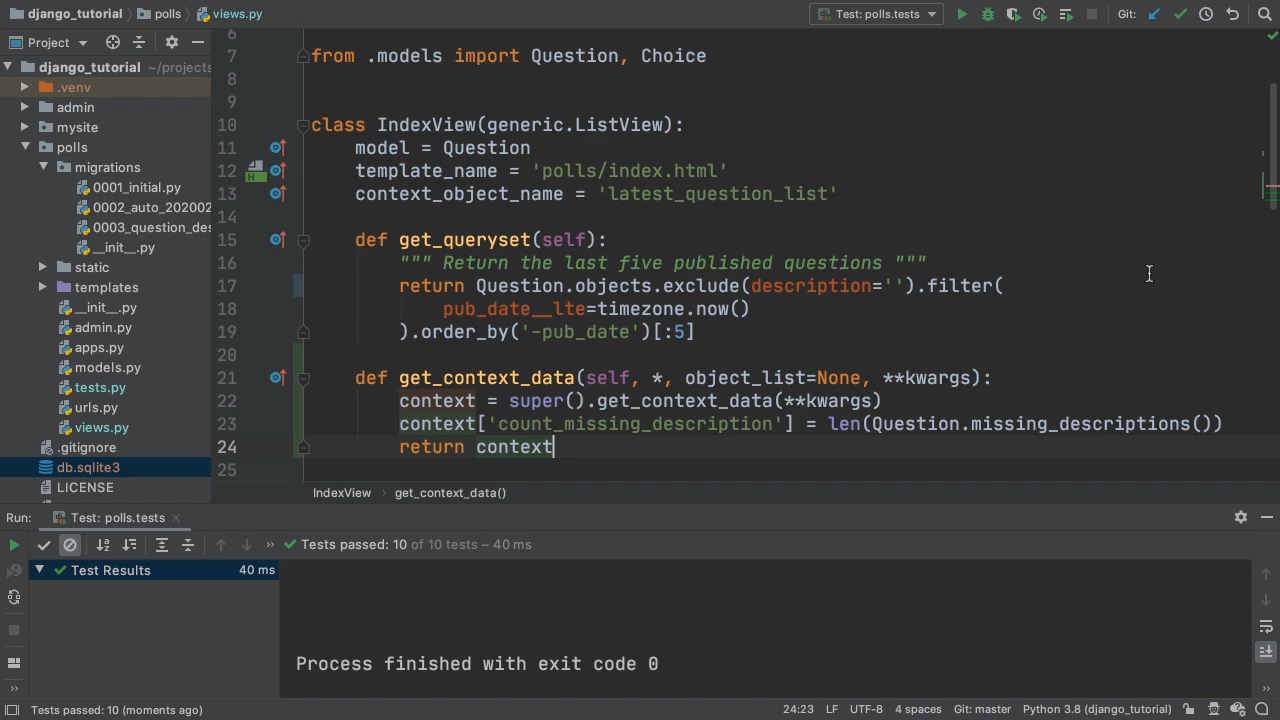 django_tutorial polls views.py Test: polls.tests Git:
Project
django_tutorial ~/projects
.venv
admin
mysite
polls
migrations
0001_initial.py
0002_auto_202002
0003_question_des
__init__.py
static
templates
__init__.py
admin.py
apps.py
models.py
tests.py
urls.py
views.py
.gitignore
db.sqlite3
LICENSE
6
7 from .models import Question, Choice
8
9
10 class IndexView(generic.ListView):
11 model = Question
12 template_name = 'polls/index.html'
13 context_object_name = 'latest_question_list'
14
15 def get_queryset(self):
16 """ Return the last five published questions """
17 return Question.objects.exclude(description='').filter(
18 pub_date__lte=timezone.now()
19 ).order_by('-pub_date')[:5]
20
21 def get_context_data(self, *, object_list=None, **kwargs):
22 context = super().get_context_data(**kwargs)
23 context['count_missing_description'] = len(Question.missing_descriptions())
24 return context
25
IndexView › get_context_data()
Run: Test: polls.tests
Tests passed: 10 of 10 tests – 40 ms
Test Results 40 ms
Process finished with exit code 0
Tests passed: 10 (moments ago) 24:23 LF UTF-8 4 spaces Git: master Python 3.8 (django_tutorial)